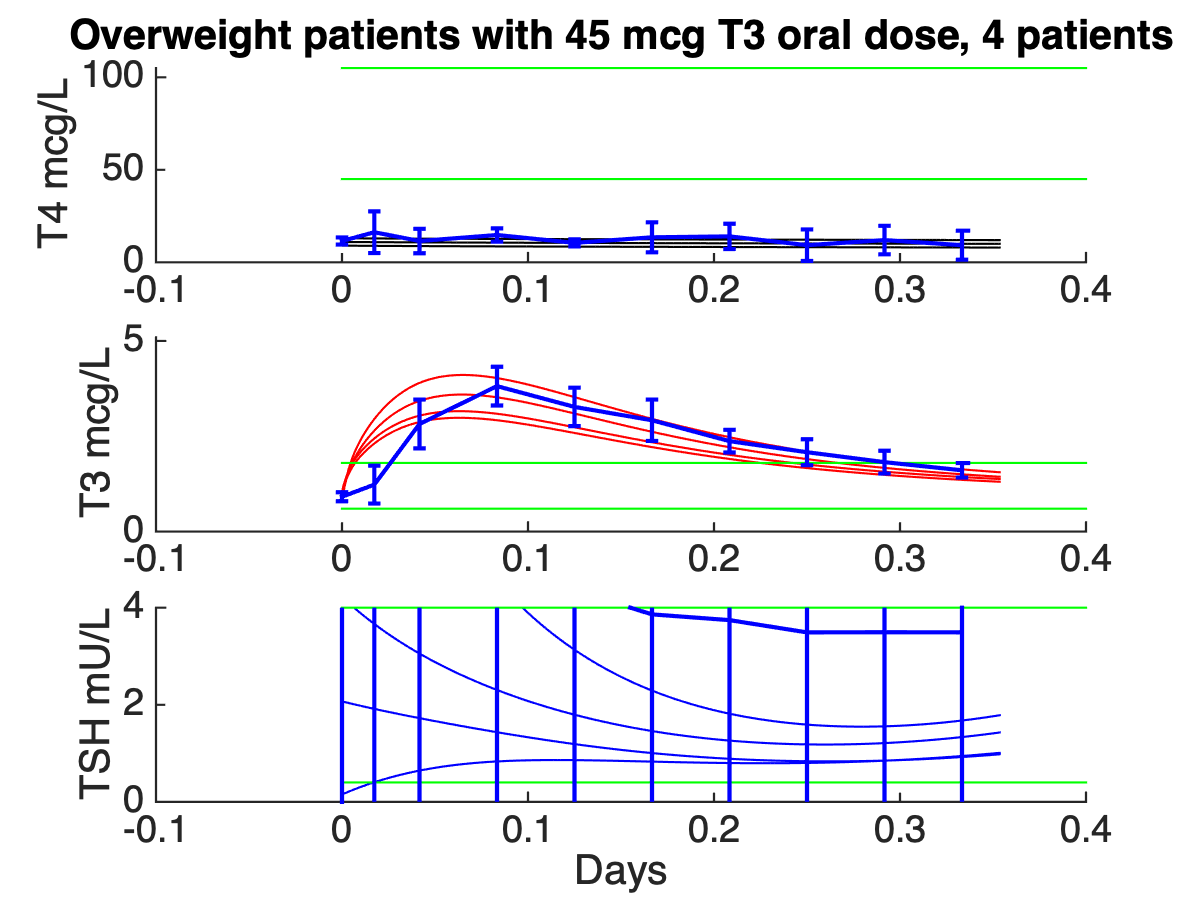 Overweight patients with 45 mcg T3 oral dose, 4 patients
T4 mcg/L
100
50
0
-0.1 0 0.1 0.2 0.3 0.4
T3 mcg/L
5
0
-0.1 0 0.1 0.2 0.3 0.4
TSH mU/L
4
2
0
-0.1 0 0.1 0.2 0.3 0.4
Days